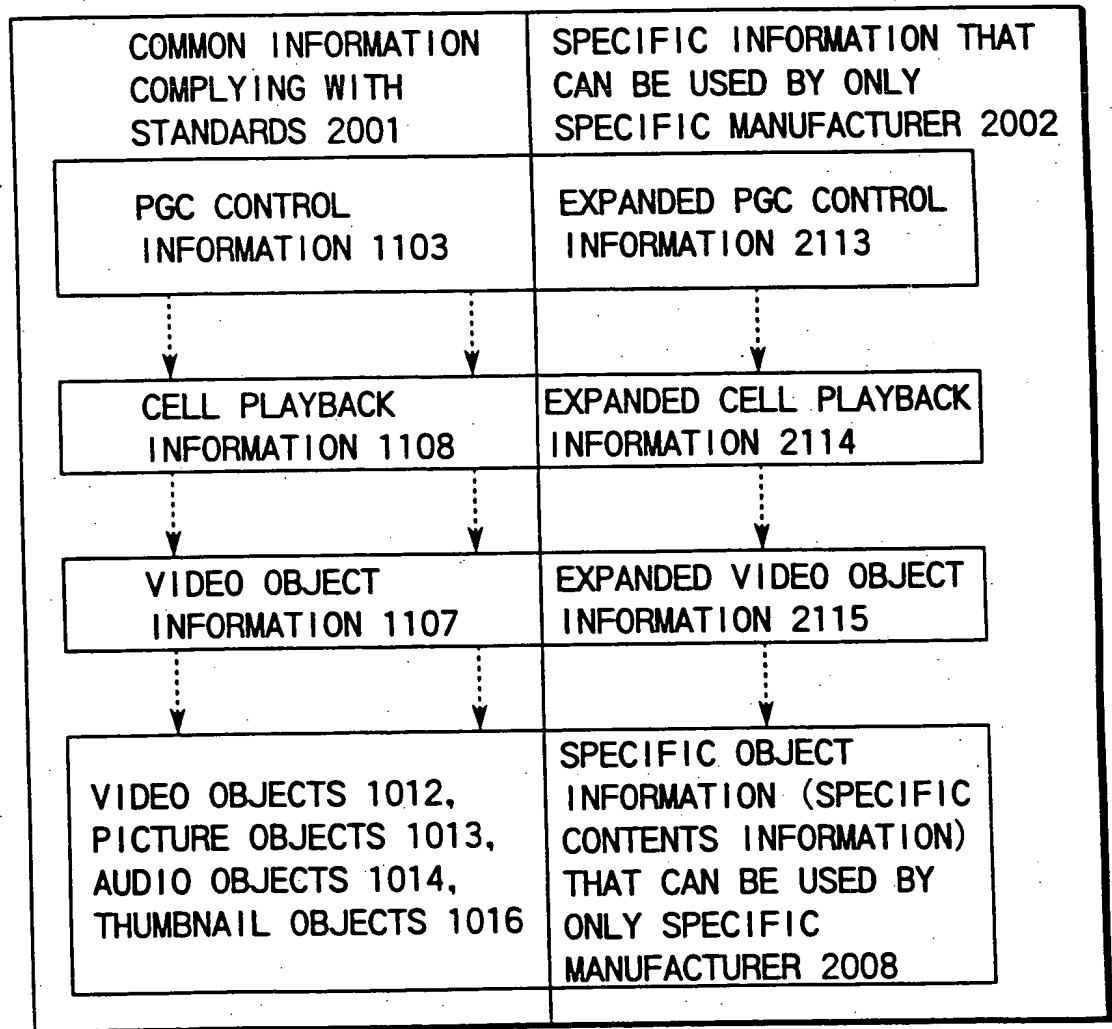 COMMON INFORMATION
COMPLYING WITH
STANDARDS 2001
SPECIFIC INFORMATION THAT
CAN BE USED BY ONLY
SPECIFIC MANUFACTURER 2002
PGC CONTROL
INFORMATION 1103
EXPANDED PGC CONTROL
INFORMATION 2113
CELL PLAYBACK
INFORMATION 1108
EXPANDED CELL PLAYBACK
INFORMATION 2114
VIDEO OBJECT
INFORMATION 1107
EXPANDED VIDEO OBJECT
INFORMATION 2115
VIDEO OBJECTS 1012,
PICTURE OBJECTS 1013,
AUDIO OBJECTS 1014,
THUMBNAIL OBJECTS 1016
SPECIFIC OBJECT
INFORMATION (SPECIFIC
CONTENTS INFORMATION)
THAT CAN BE USED BY
ONLY SPECIFIC
MANUFACTURER 2008